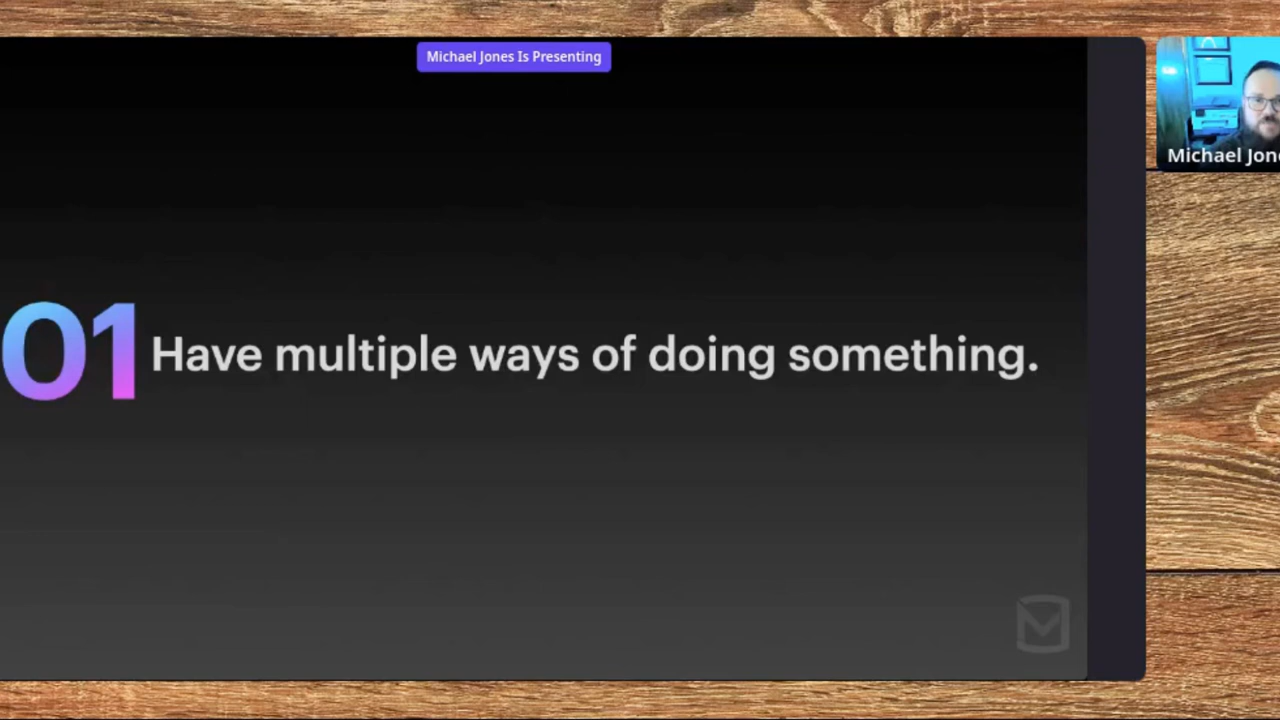 Michael Jones Is Presenting
Michael Jon
01 Have multiple ways of doing something.